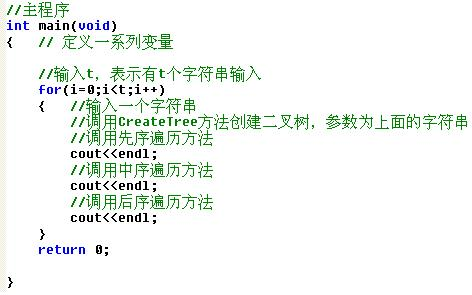 //主程序
int main(void)
{   // 定义一系列变量
    //输入t，表示有t个字符串输入
    for(i=0;i<t;i++)
    {   //输入一个字符串
        //调用CreateTree方法创建二叉树，参数为上面的字符串
        //调用先序遍历方法
        cout<<endl;
        //调用中序遍历方法
        cout<<endl;
        //调用后序遍历方法
        cout<<endl;
    }
    return 0;
}